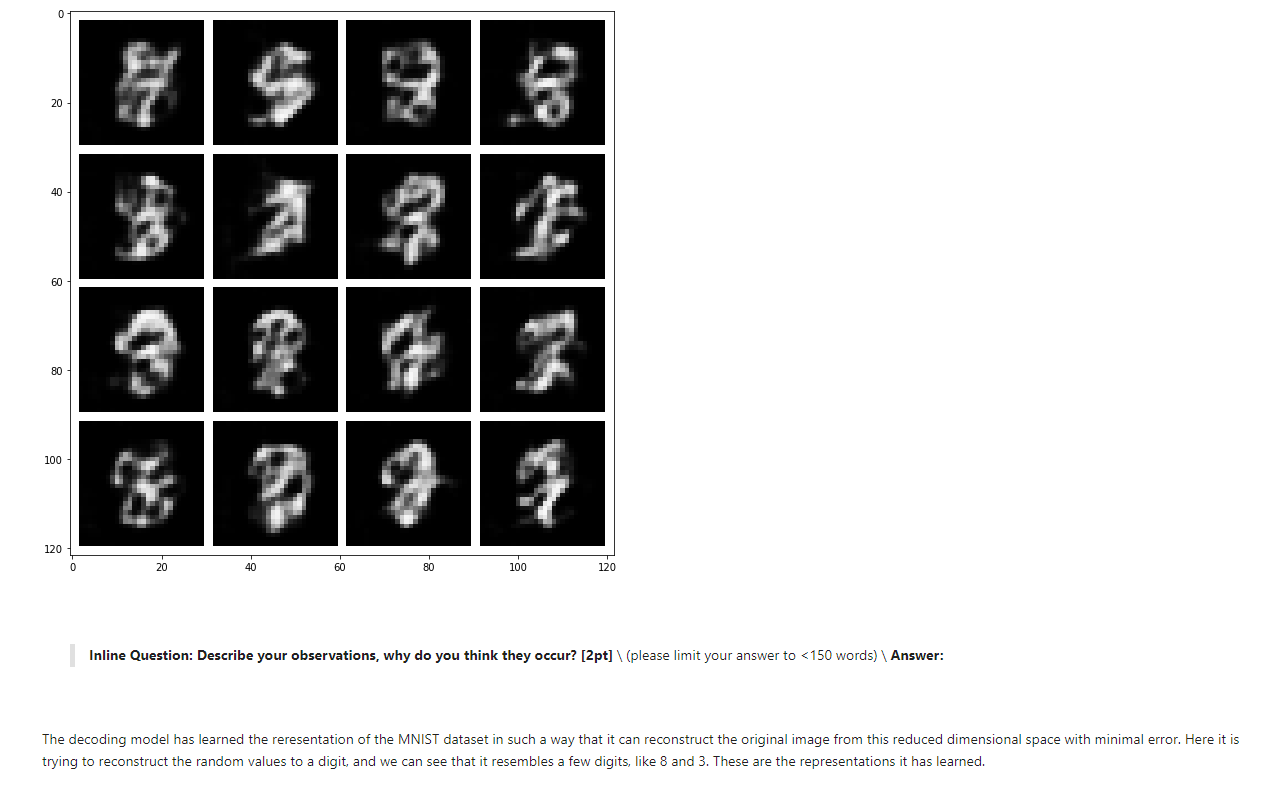 0
20
40
60
80
100
120
0 20 40 60 80 100 120
Inline Question: Describe your observations, why do you think they occur? [2pt] \ (please limit your answer to <150 words) \ Answer:
The decoding model has learned the reresentation of the MNIST dataset in such a way that it can reconstruct the original image from this reduced dimensional space with minimal error. Here it is
trying to reconstruct the random values to a digit, and we can see that it resembles a few digits, like 8 and 3. These are the representations it has learned.